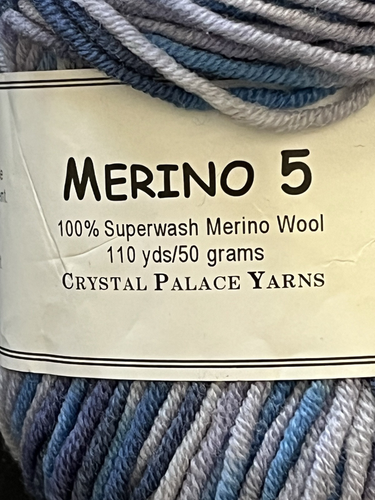 MERINO 5
100% Superwash Merino Wool
110 yds/50 grams
CRYSTAL PALACE YARNS